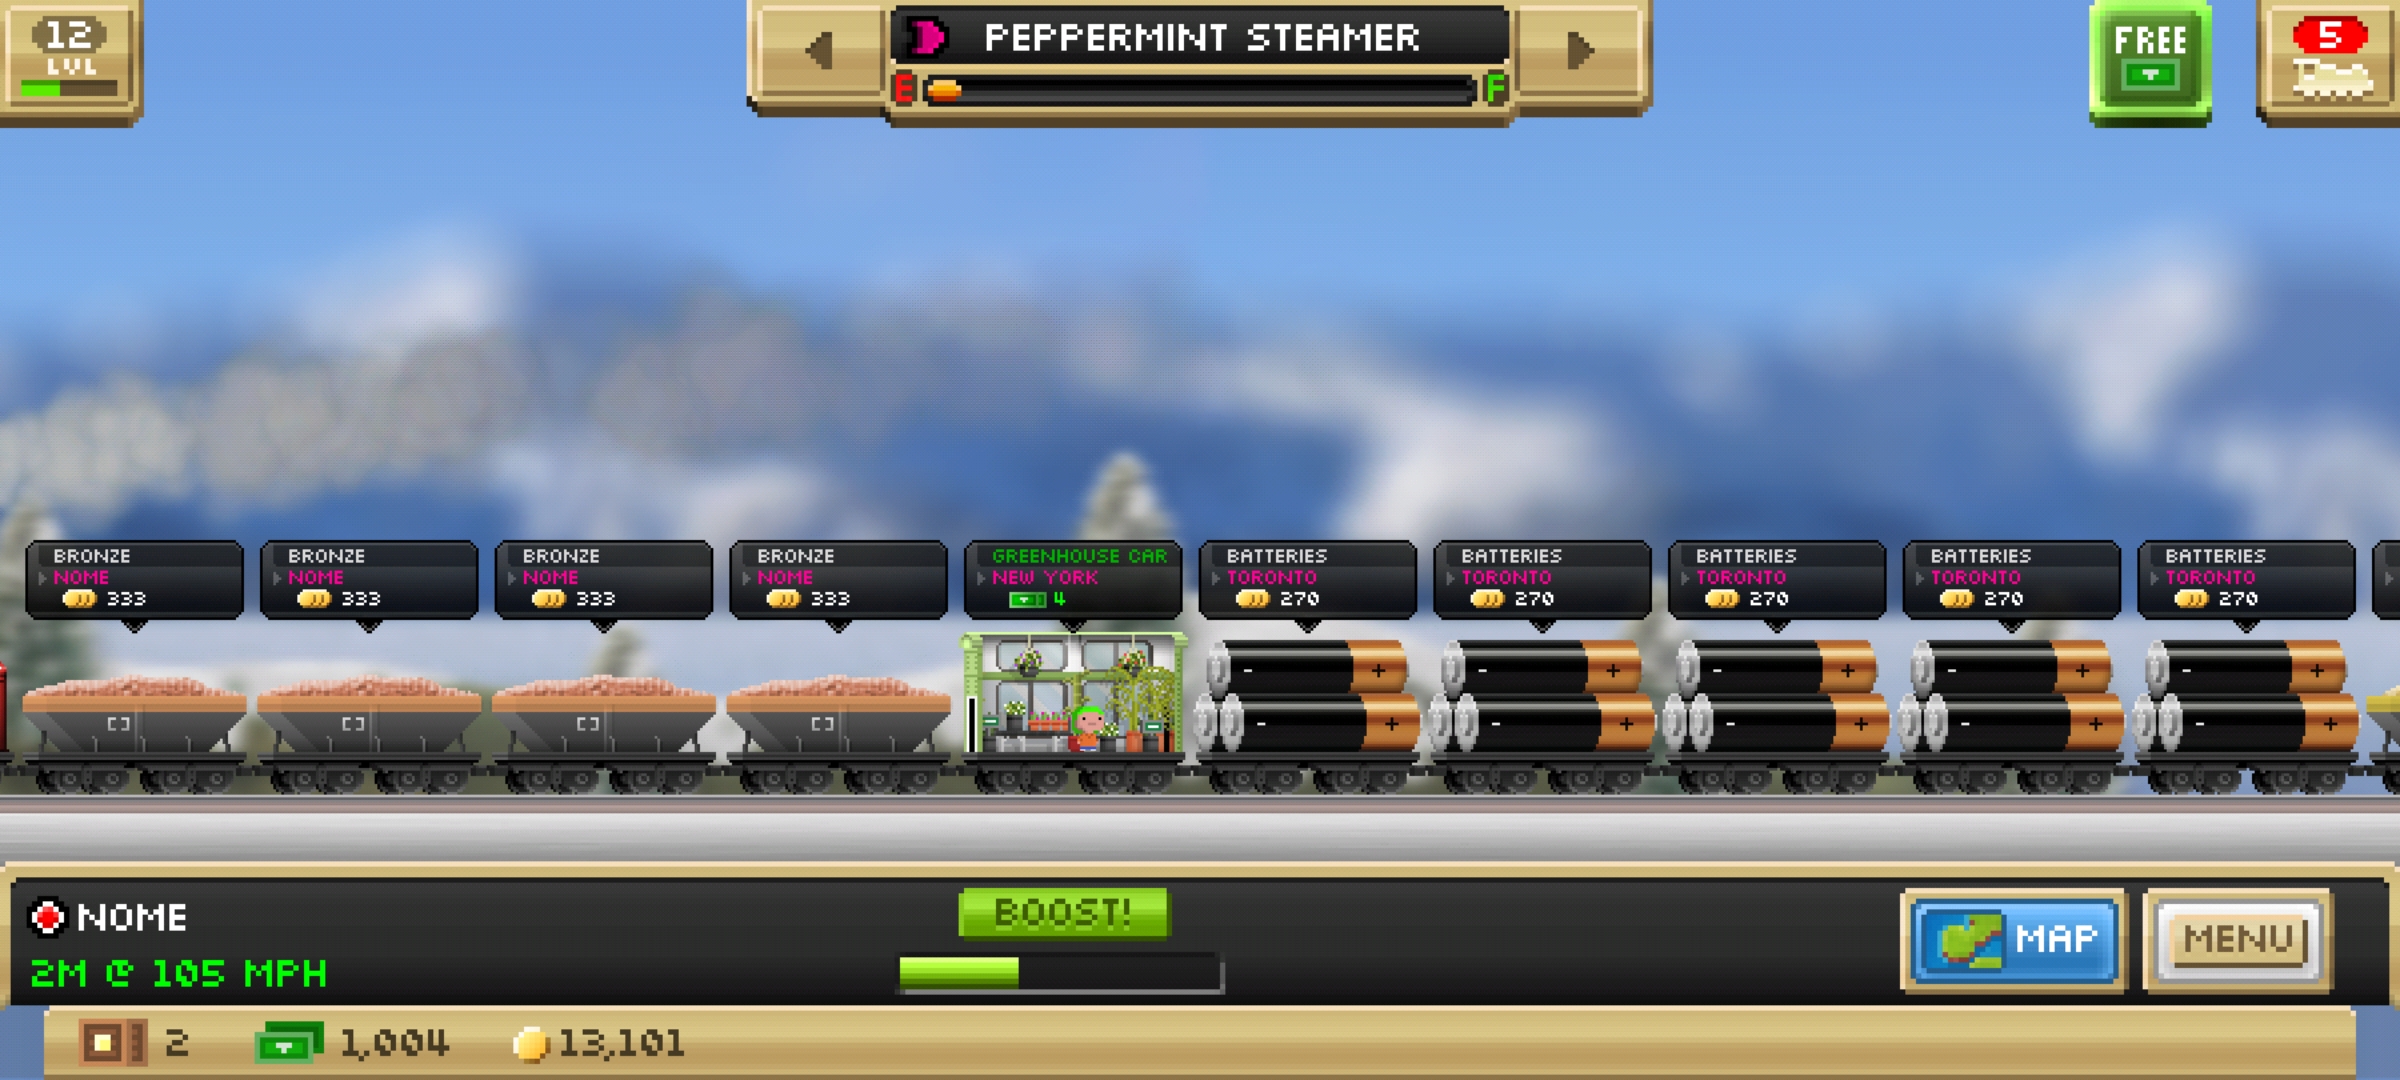 12
LVL
PEPPERMINT STEAMER
E F
FREE
5
BRONZE
NOME
333
BRONZE
NOME
333
BRONZE
NOME
333
BRONZE
NOME
333
GREENHOUSE CAR
NEW YORK
4
BATTERIES
TORONTO
270
BATTERIES
TORONTO
270
BATTERIES
TORONTO
270
BATTERIES
TORONTO
270
BATTERIES
TORONTO
270
- +
- +
- +
- +
- +
- +
- +
- +
- +
- +
NOME
2M @ 105 MPH
BOOST!
MAP
MENU
2
1,004
13,101